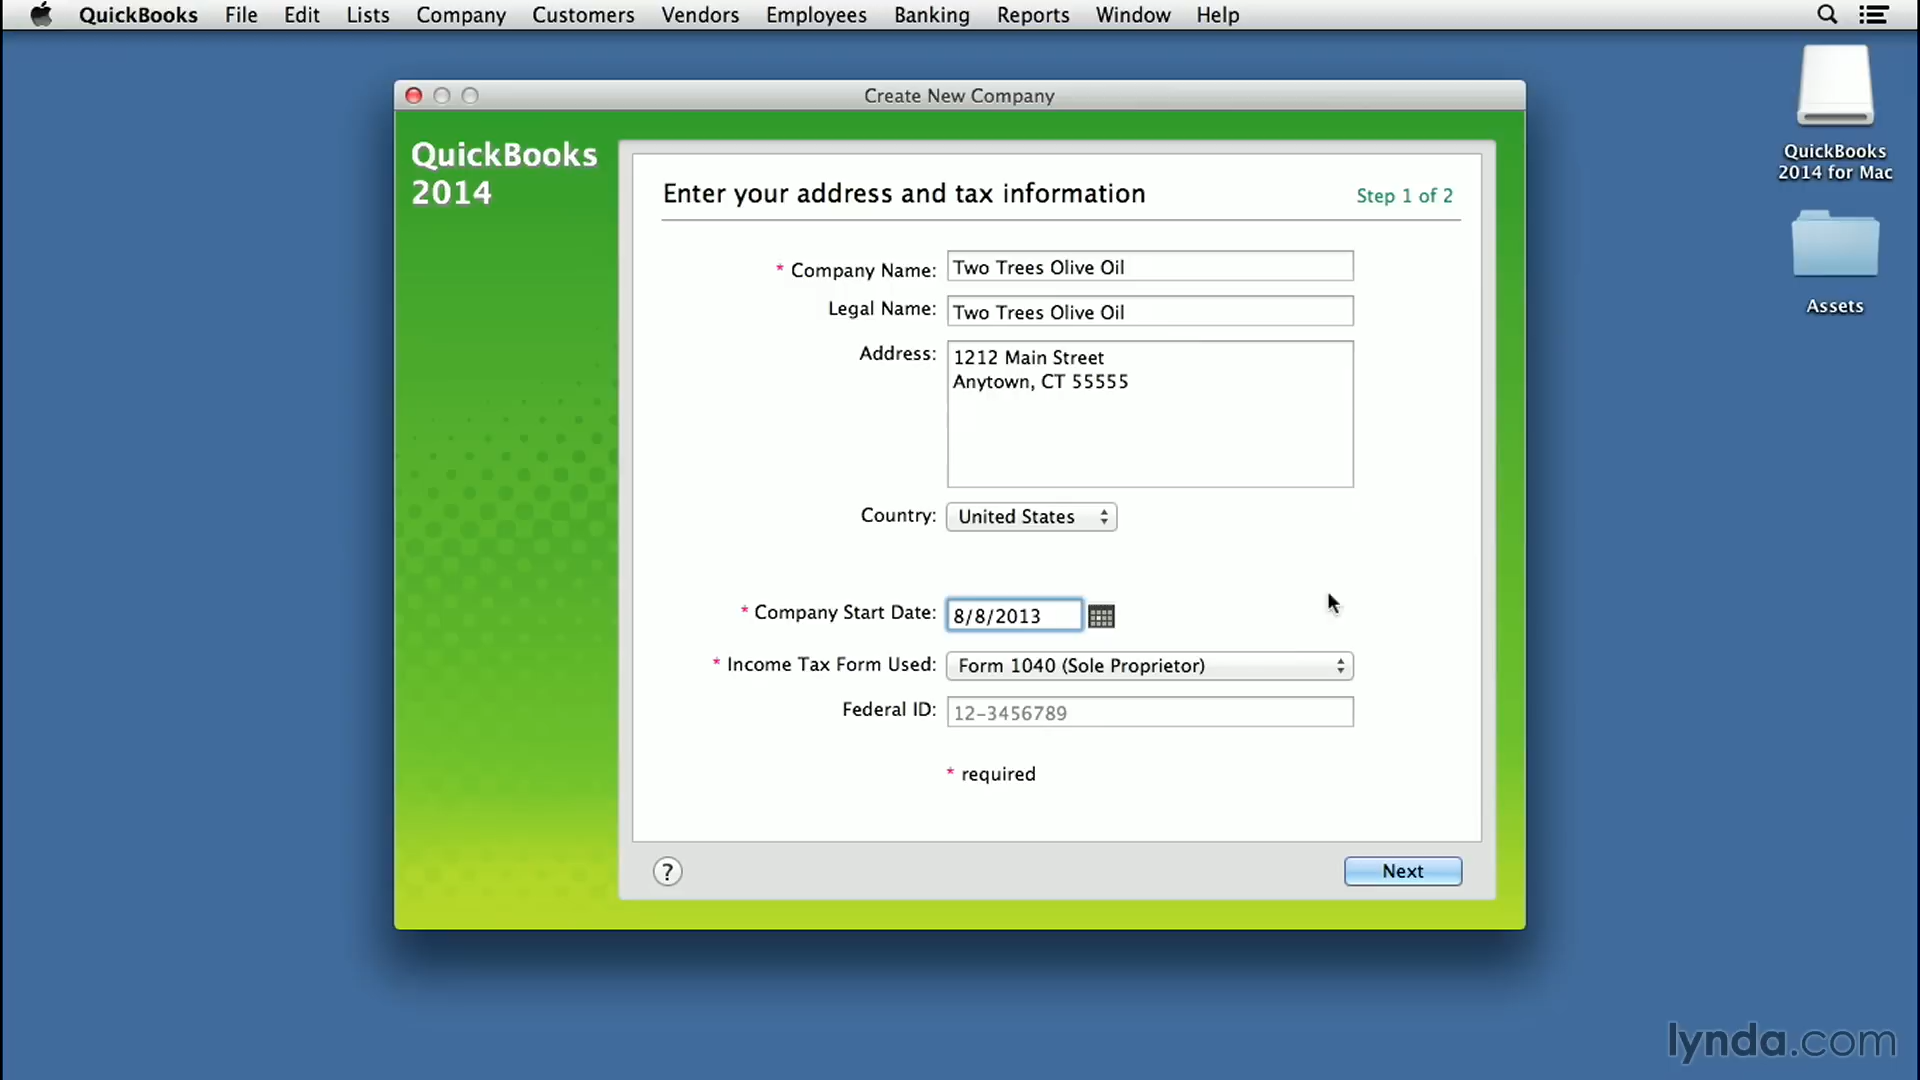 QuickBooks File Edit Lists Company Customers Vendors Employees Banking Reports Window Help
Create New Company
QuickBooks
2014
Enter your address and tax information
Step 1 of 2
* Company Name: Two Trees Olive Oil
Legal Name: Two Trees Olive Oil
Address: 1212 Main Street
Anytown, CT 55555
Country: United States
* Company Start Date: 8/8/2013
* Income Tax Form Used: Form 1040 (Sole Proprietor)
Federal ID: 12-3456789
* required
?
Next
QuickBooks
2014 for Mac
Assets
lynda.com